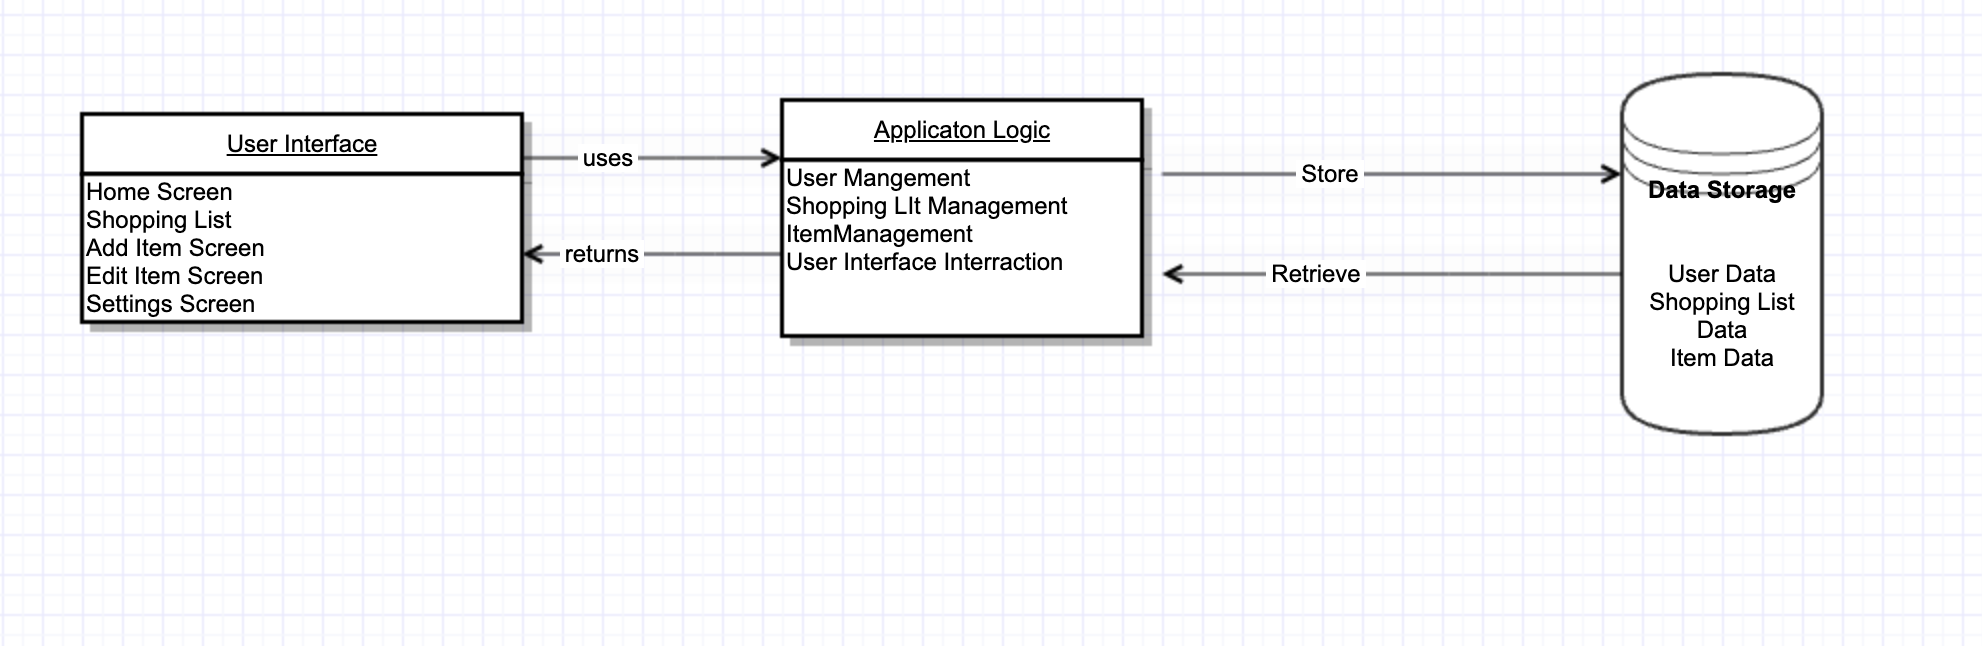 User Interface
Home Screen
Shopping List
Add Item Screen
Edit Item Screen
Settings Screen
uses
returns
Applicaton Logic
User Mangement
Shopping LIt Management
ItemManagement
User Interface Interraction
Store
Retrieve
Data Storage
User Data
Shopping List
Data
Item Data